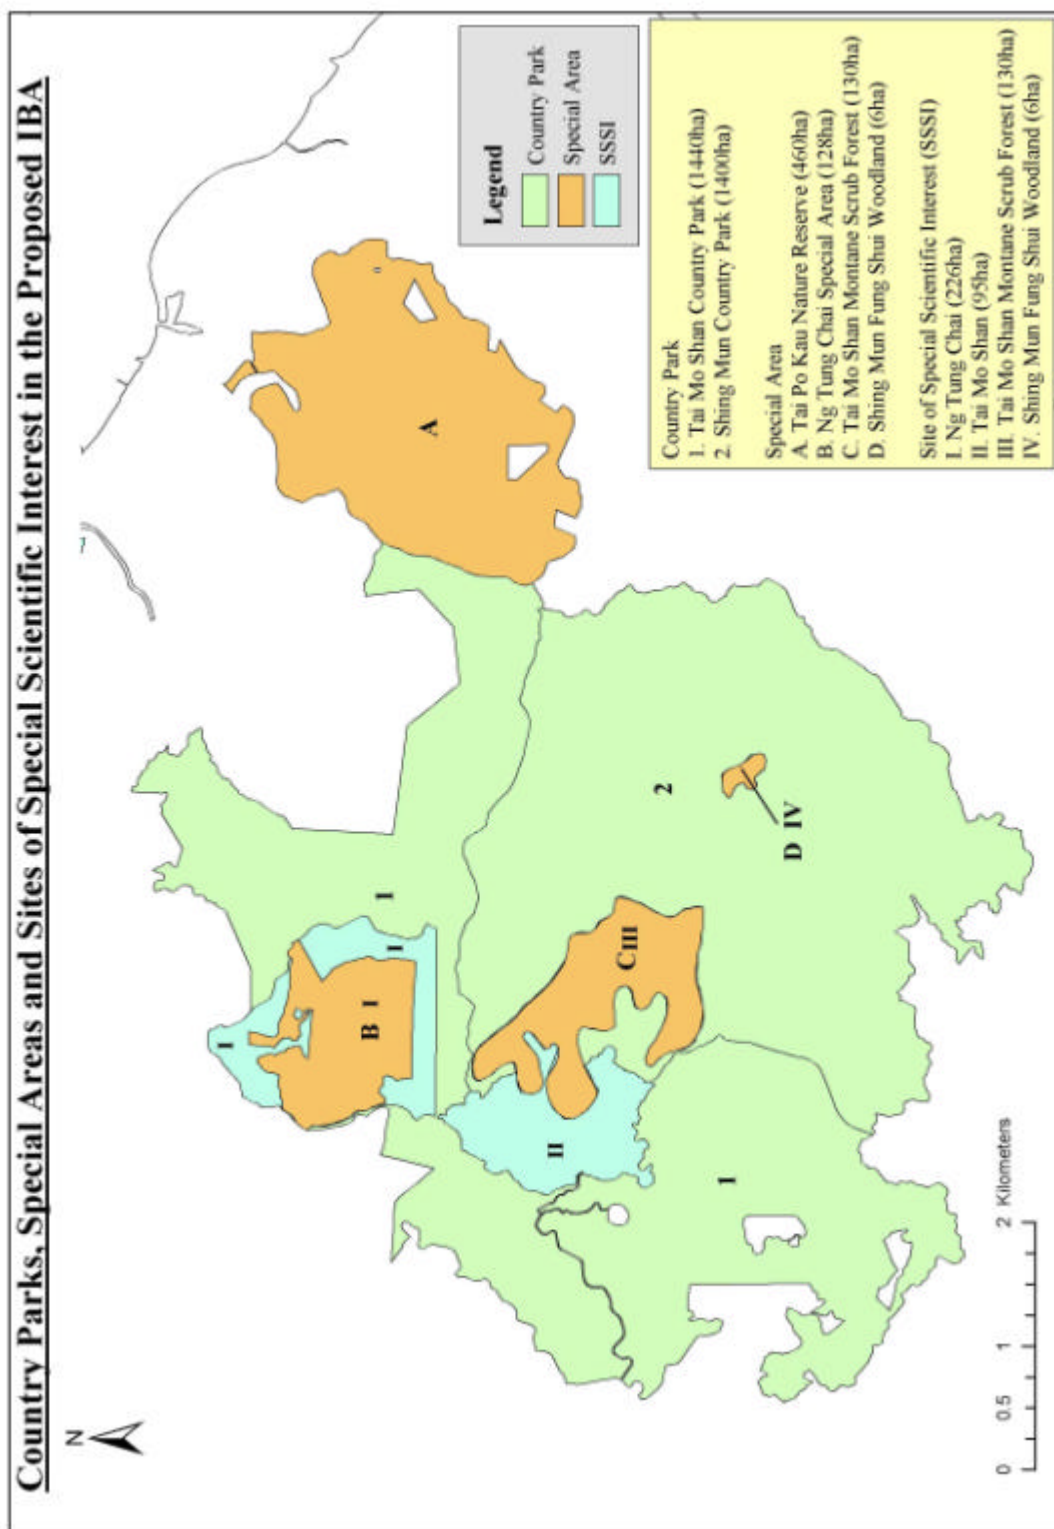 Country Parks, Special Areas and Sites of Special Scientific Interest in the Proposed IBA
N
Legend
Country Park
Special Area
SSSI
A
1
I
I
B I
C III
II
2
D IV
1
Country Park
1. Tai Mo Shan Country Park (1440ha)
2. Shing Mun Country Park (1400ha)
Special Area
A. Tai Po Kau Nature Reserve (460ha)
B. Ng Tung Chai Special Area (128ha)
C. Tai Mo Shan Montane Scrub Forest (130ha)
D. Shing Mun Fung Shui Woodland (6ha)
Site of Special Scientific Interest (SSSI)
I. Ng Tung Chai (226ha)
II. Tai Mo Shan (95ha)
III. Tai Mo Shan Montane Scrub Forest (130ha)
IV. Shing Mun Fung Shui Woodland (6ha)
0 0.5 1 2 Kilometers